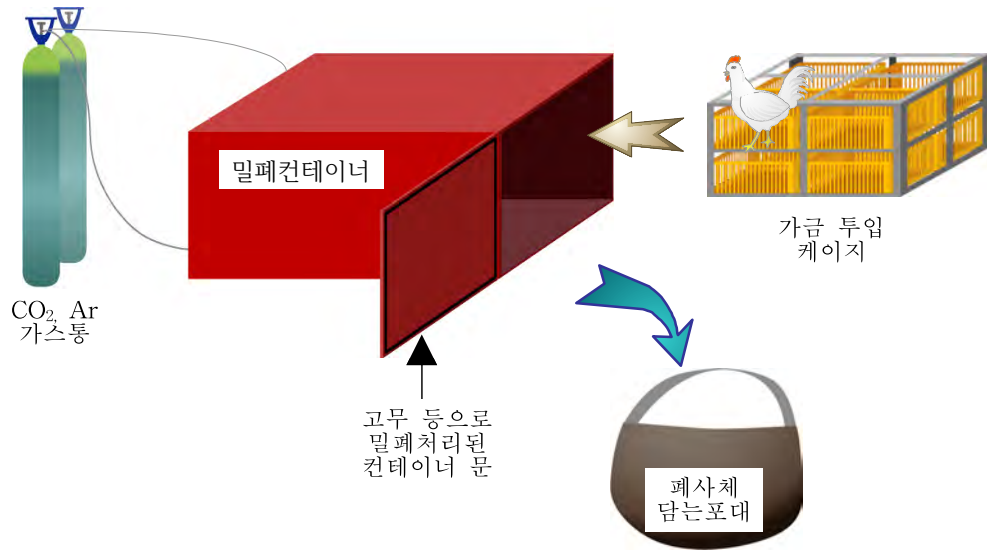 밀폐컨테이너
가금 투입
케이지
CO₂, Ar
가스통
고무 등으로
밀폐처리된
컨테이너 문
폐사체
담는포대